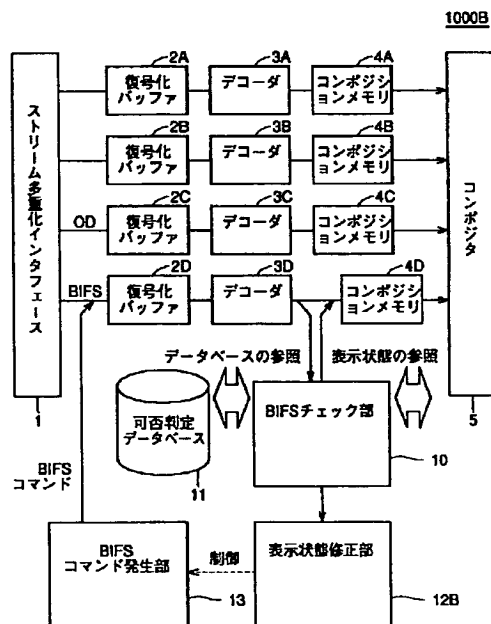 1000B
2A
3A
4A
復号化
バッファ
デコーダ
コンポジシ
ョンメモリ
2B
3B
4B
復号化
バッファ
デコーダ
コンポジシ
ョンメモリ
2C
3C
4C
OD
復号化
バッファ
デコーダ
コンポジシ
ョンメモリ
2D
3D
4D
BIFS
復号化
バッファ
デコーダ
コンポジシ
ョンメモリ
ストリーム多重化インタフェース
コンポジタ
1
5
データベースの参照
表示状態の参照
可否判定
データベース
11
BIFSチェック部
10
BIFS
コマンド
BIFS
コマンド発生部
13
制御
表示状態修正部
12B